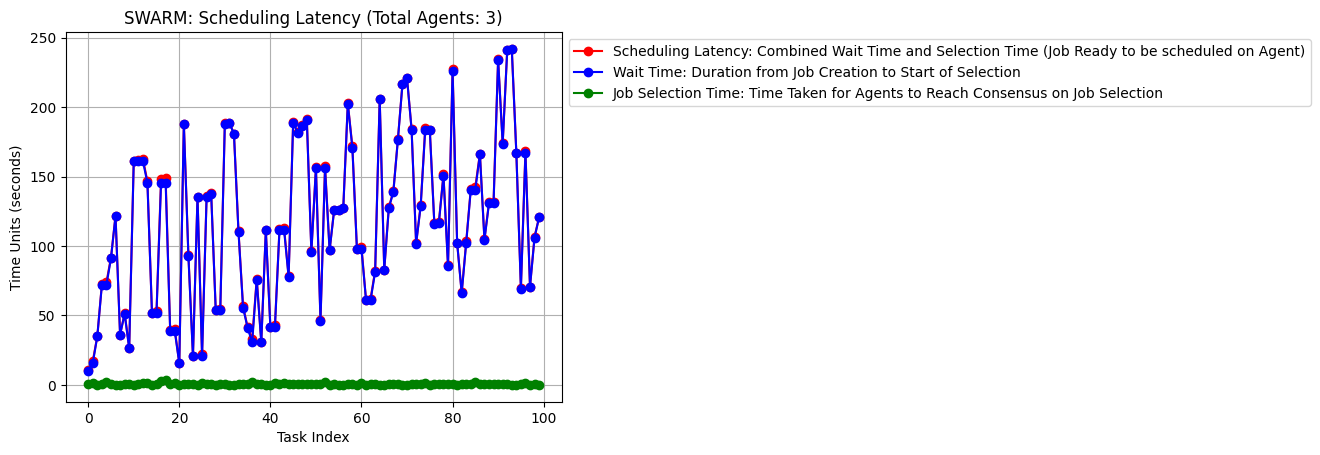 SWARM: Scheduling Latency (Total Agents: 3)
Scheduling Latency: Combined Wait Time and Selection Time (Job Ready to be scheduled on Agent)
Wait Time: Duration from Job Creation to Start of Selection
Job Selection Time: Time Taken for Agents to Reach Consensus on Job Selection
Time Units (seconds)
250
200
150
100
50
0
0 20 40 60 80 100
Task Index